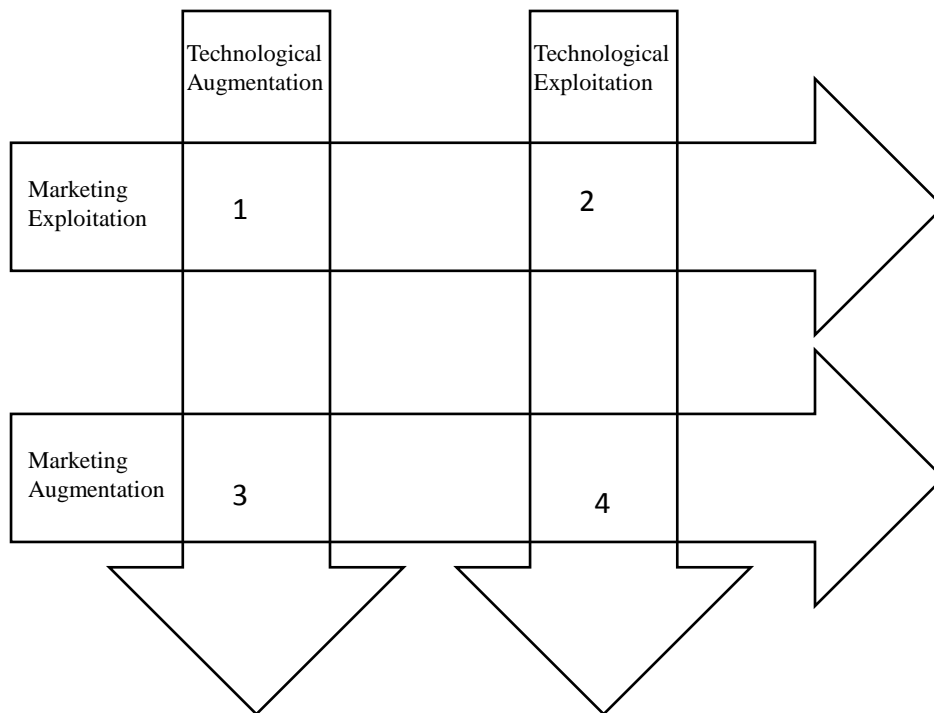 Technological
Augmentation
Technological
Exploitation
Marketing
Exploitation
1
2
Marketing
Augmentation
3
4